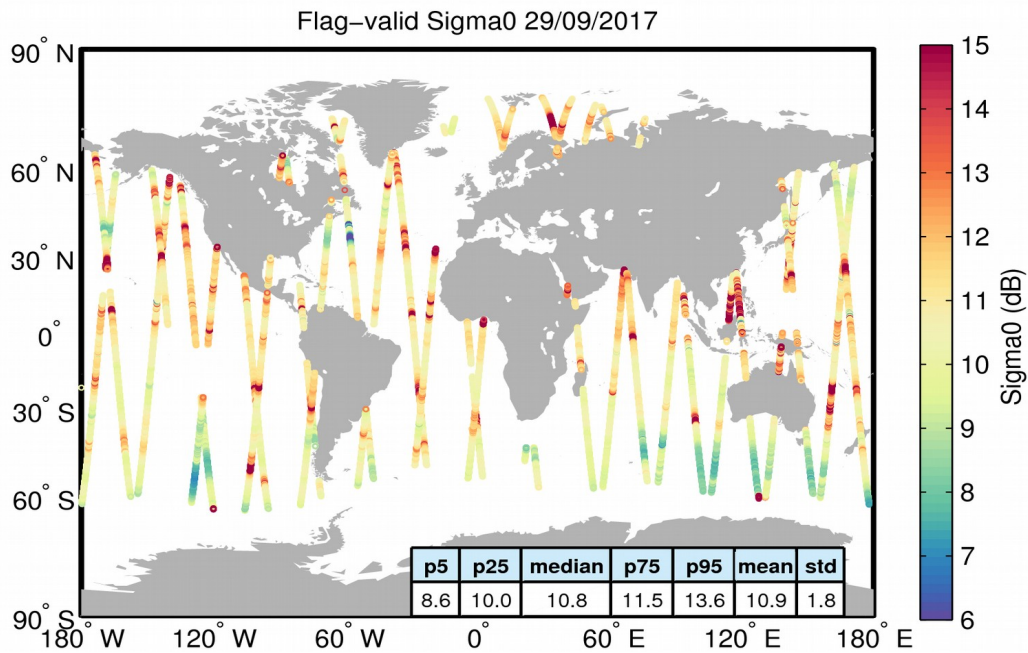 Flag−valid Sigma0 29/09/2017
90° N
60° N
30° N
0°
30° S
60° S
90° S
180° W 120° W 60° W 0° 60° E 120° E 180° E
p5 p25 median p75 p95 mean std
8.6 10.0 10.8 11.5 13.6 10.9 1.8
15
14
13
12
11
10
9
8
7
6
Sigma0 (dB)